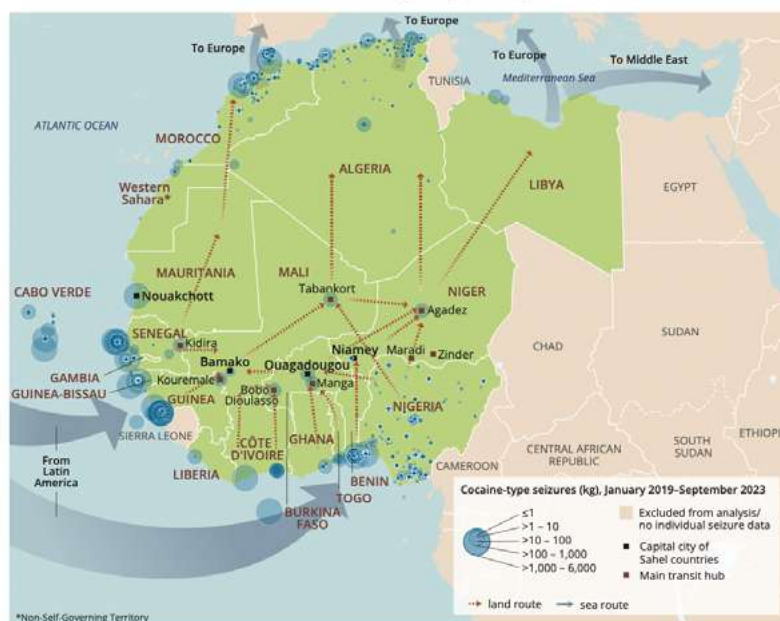 To Europe
To Europe
To Europe
To Middle East
TUNISIA
Mediterranean Sea
ATLANTIC OCEAN
MOROCCO
ALGERIA
LIBYA
EGYPT
Western
Sahara*
MAURITANIA
MALI
Tabankort
NIGER
CABO VERDE
Nouakchott
Agadez
SENEGAL
Kidira
CHAD
SUDAN
Bamako
Ouagadougou
Niamey
Maradi
Zinder
GAMBIA
GUINEA-BISSAU
Kouremale
Manga
GUINEA
Bobo
Dioulasso
NIGERIA
SIERRA LEONE
CÔTE
D'IVOIRE
GHANA
CENTRAL AFRICAN
REPUBLIC
SOUTH
SUDAN
ETHIOPI
From
Latin
America
LIBERIA
BENIN
CAMEROON
TOGO
BURKINA
FASO
Cocaine-type seizures (kg), January 2019–September 2023
≤1
>1 – 10
>10 – 100
>100 – 1,000
>1,000 – 6,000
Excluded from analysis/
no individual seizure data
Capital city of
Sahel countries
Main transit hub
land route
sea route
*Non-Self-Governing Territory